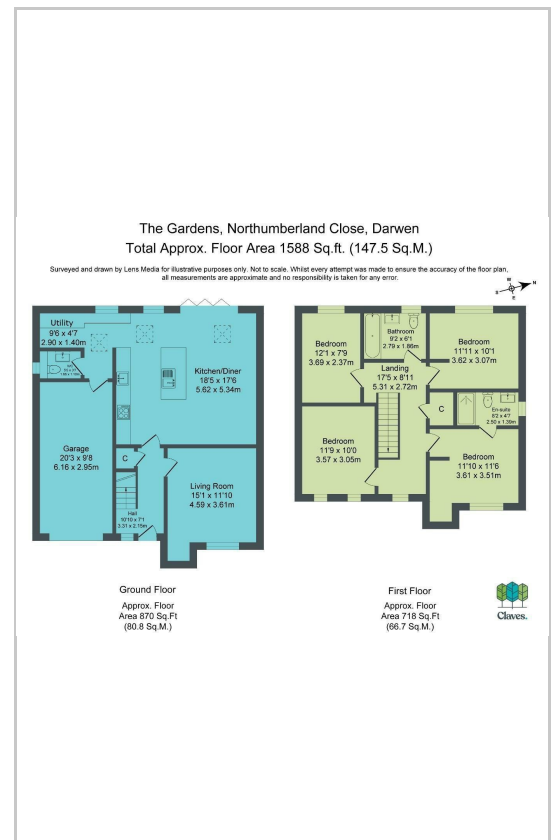 The Gardens, Northumberland Close, Darwen
Total Approx. Floor Area 1588 Sq.ft. (147.5 S.Q.M.)
Surveyed and drawn by Lens Media for illustrative purposes only. Not to scale. Whilst every attempt was made to ensure the accuracy of the floor plan,
all measurements are approximate and no responsibility is taken for any error.
S
W
N
E
Utility
9'6 x 4'7
2.90 x 1.40m
Kitchen/Diner
18'5 x 17'6
5.62 x 5.34m
Garage
20'3 x 9'8
6.16 x 2.95m
C
Living Room
15'1 x 11'10
4.59 x 3.61m
Hall
10'10 x 7'1
3.31 x 2.15m
Bedroom
12'1 x 7'9
3.69 x 2.37m
Bathroom
9'2 x 6'1
2.79 x 1.86m
Bedroom
11'11 x 10'1
3.62 x 3.07m
Landing
17'5 x 8'11
5.31 x 2.72m
C
En-suite
8'2 x 4'7
2.50 x 1.39m
Bedroom
11'9 x 10'0
3.57 x 3.05m
Bedroom
11'10 x 11'6
3.61 x 3.51m
Ground Floor
Approx. Floor
Area 870 Sq.Ft
(80.8 Sq.M.)
First Floor
Approx. Floor
Area 718 Sq.Ft
(66.7 Sq.M.)
Claves.